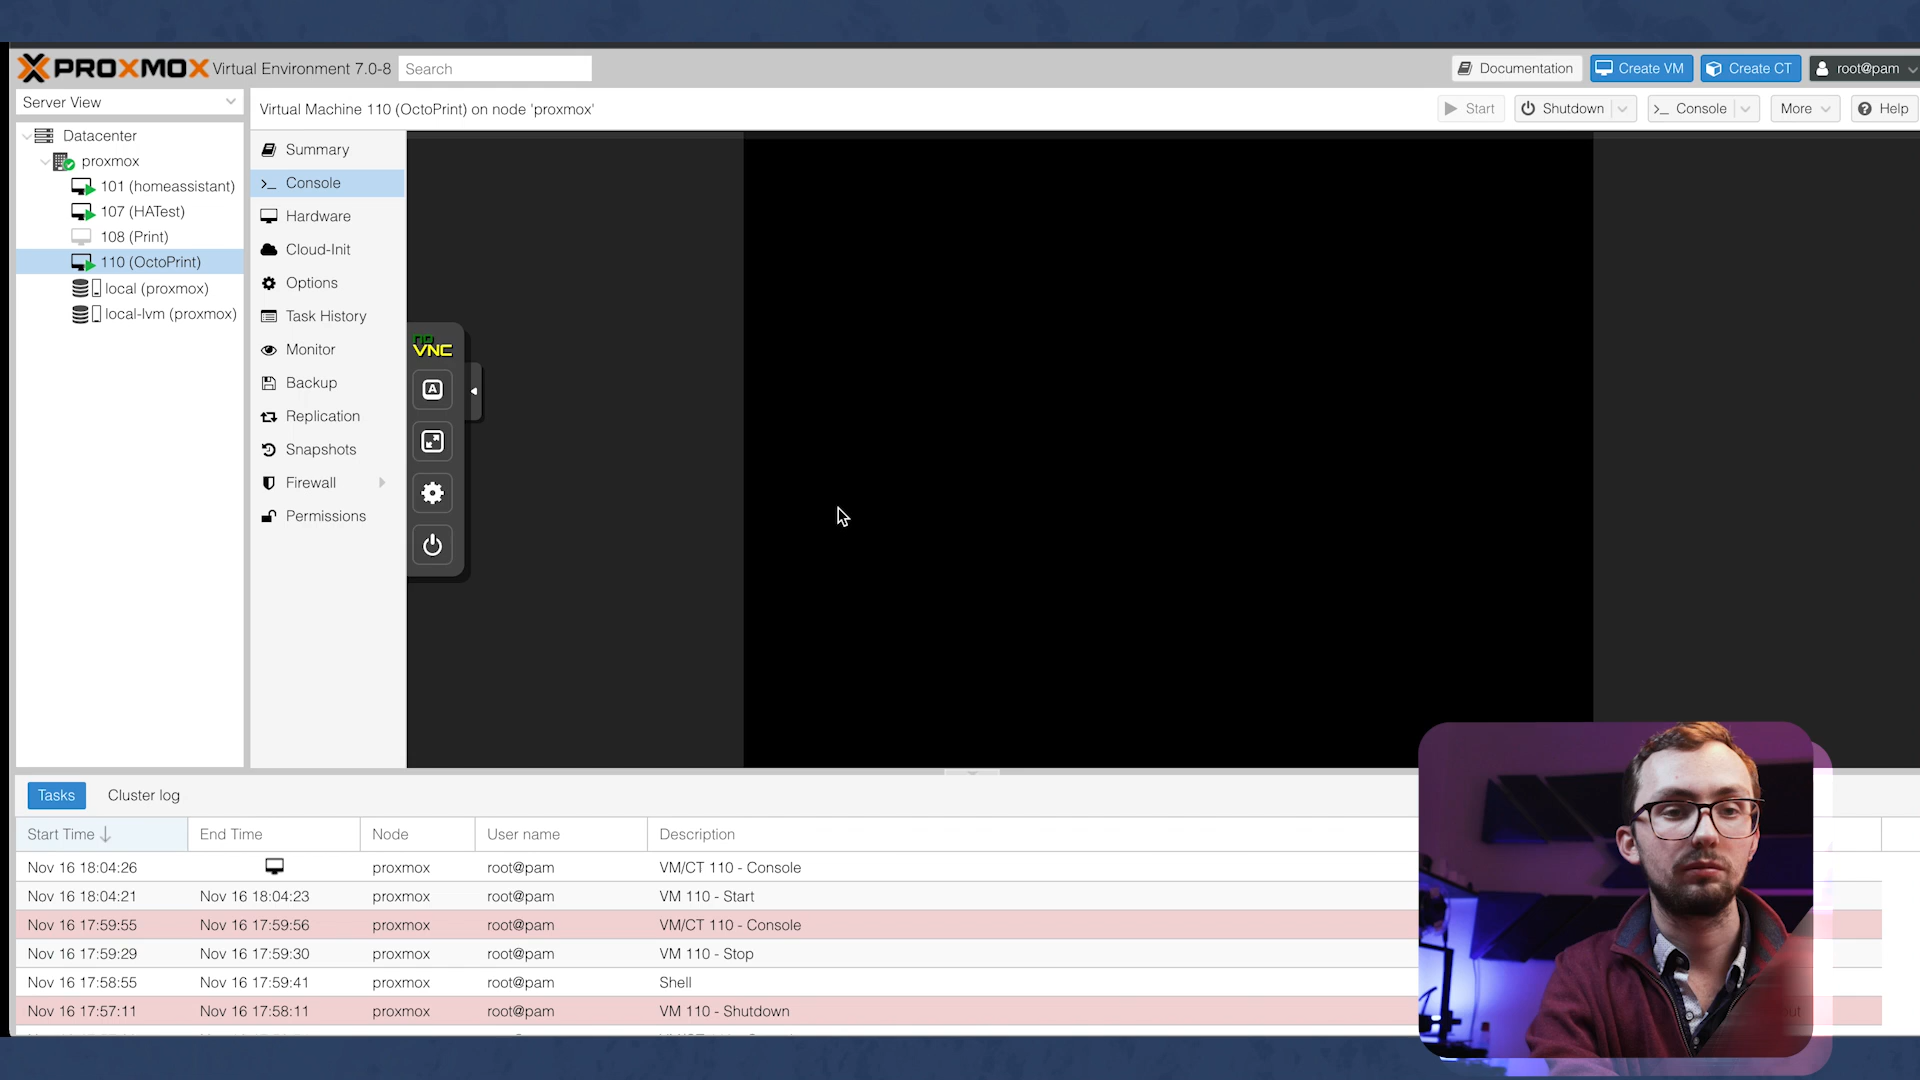 PROXMOX Virtual Environment 7.0-8 Search
Documentation Create VM Create CT root@pam
Server View
Virtual Machine 110 (OctoPrint) on node 'proxmox'
Start Shutdown >_ Console More Help
Datacenter
proxmox
101 (homeassistant)
107 (HATest)
108 (Print)
110 (OctoPrint)
local (proxmox)
local-lvm (proxmox)
Summary
>_ Console
Hardware
Cloud-Init
Options
Task History
Monitor
Backup
Replication
Snapshots
Firewall
Permissions
no
VNC
A
Tasks Cluster log
Start Time End Time Node User name Description
Nov 16 18:04:26 proxmox root@pam VM/CT 110 - Console
Nov 16 18:04:21 Nov 16 18:04:23 proxmox root@pam VM 110 - Start
Nov 16 17:59:55 Nov 16 17:59:56 proxmox root@pam VM/CT 110 - Console
Nov 16 17:59:29 Nov 16 17:59:30 proxmox root@pam VM 110 - Stop
Nov 16 17:58:55 Nov 16 17:59:41 proxmox root@pam Shell
Nov 16 17:57:11 Nov 16 17:58:11 proxmox root@pam VM 110 - Shutdown